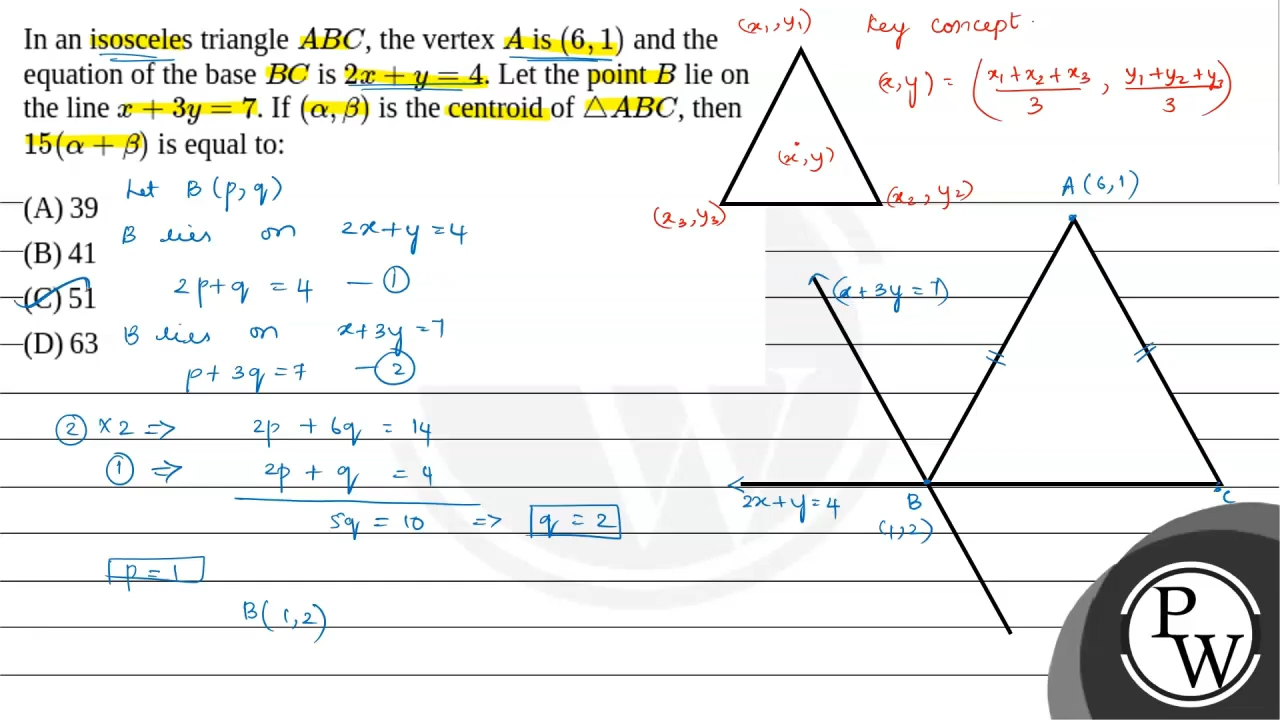 In an isosceles triangle ABC, the vertex A is (6, 1) and the
equation of the base BC is 2x + y = 4. Let the point B lie on
the line x + 3y = 7. If (α, β) is the centroid of △ABC, then
15(α + β) is equal to:
(A) 39
(B) 41
(C) 51
(D) 63
Let B (p, q)
B lies on 2x+y=4
2p+q = 4 — ①
B lies on x+3y=7
p+3q=7 — ②
② ×2 => 2p + 6q = 14
① => 2p + q = 4
5q = 10 => q = 2
p = 1
B(1,2)
(x₁,y₁)
(x,y)
(x₃,y₃)
(x₂,y₂)
Key concept
(x,y) = (x₁+x₂+x₃/3, y₁+y₂+y₃/3)
A(6,1)
(x+3y=7)
2x+y=4
B
C
(1,2)
P
W